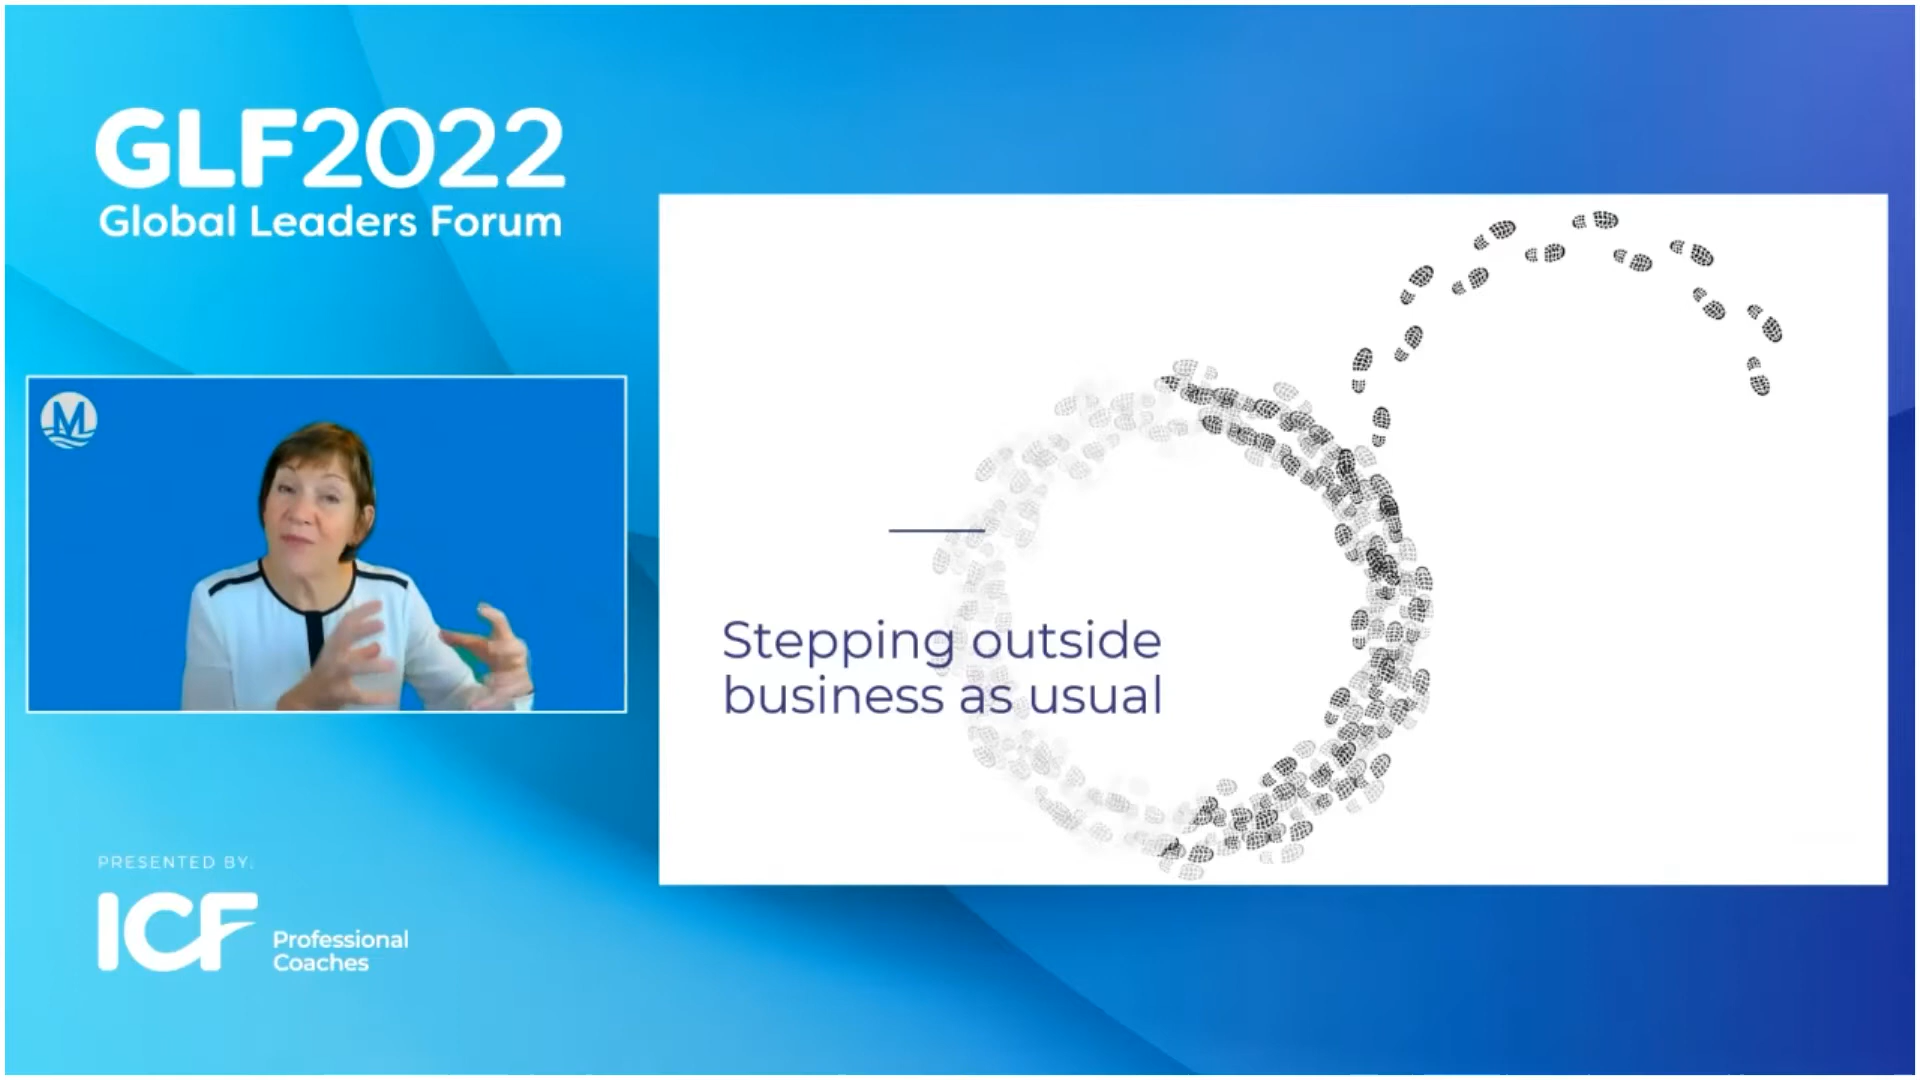 GLF2022
Global Leaders Forum
M
Stepping outside
business as usual
PRESENTED BY:
ICF
Professional
Coaches